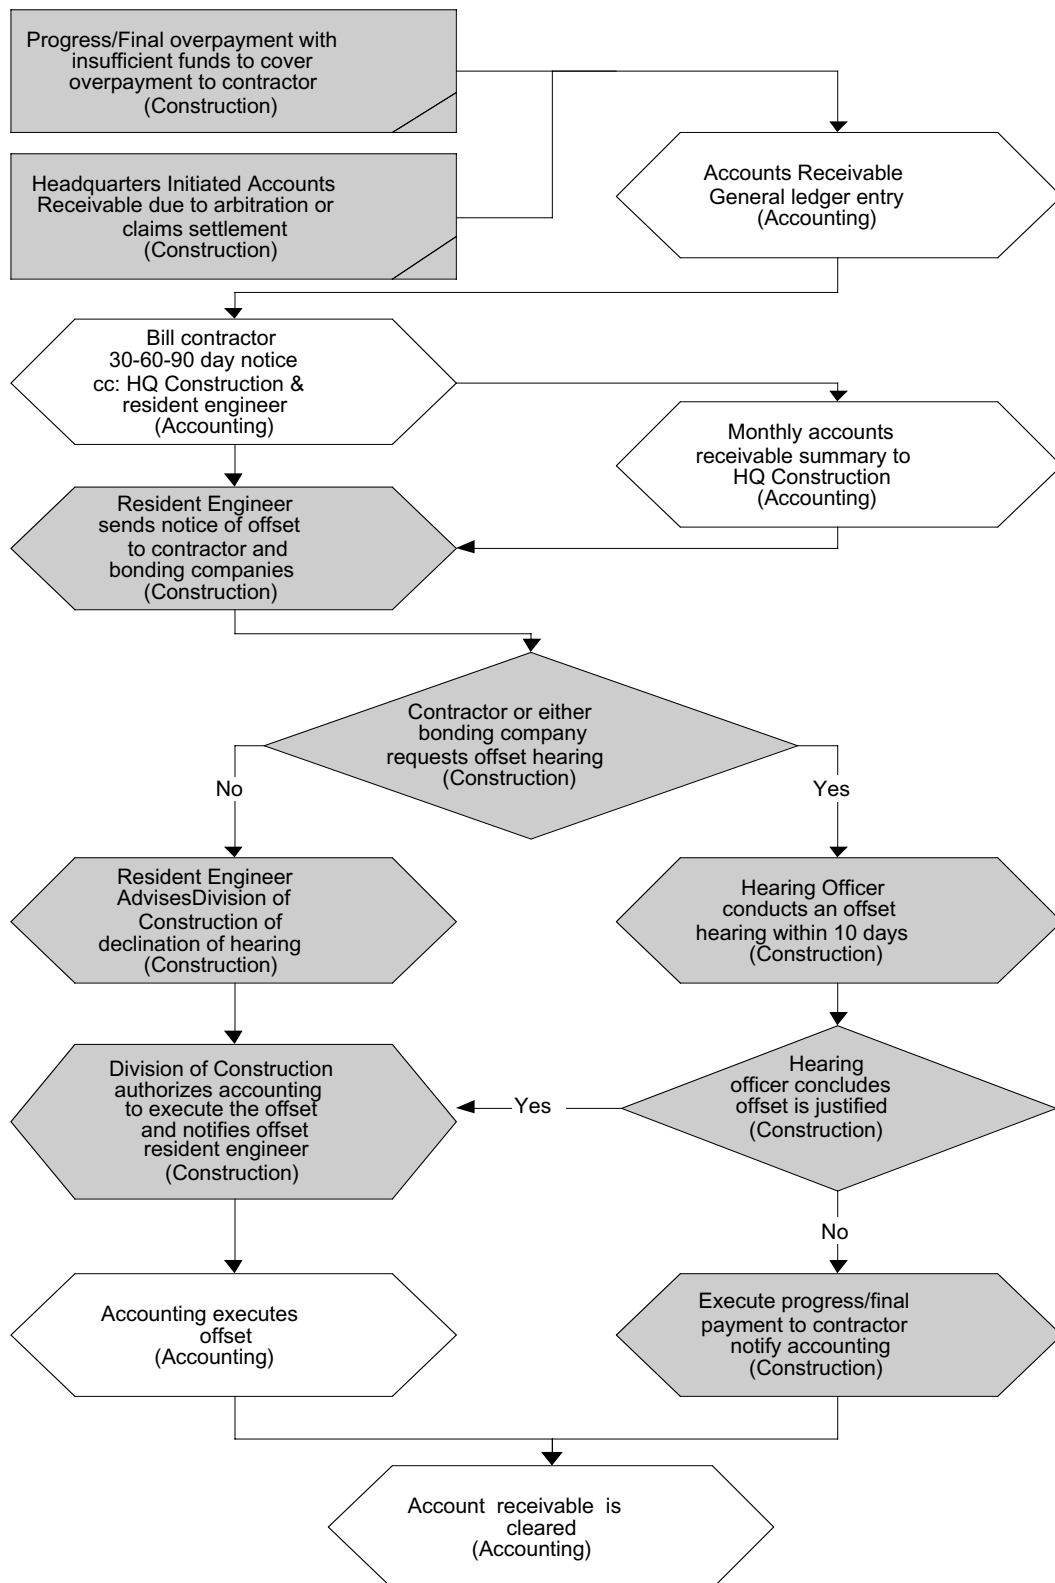 Progress/Final overpayment with
insufficient funds to cover
overpayment to contractor
(Construction)
Headquarters Initiated Accounts
Receivable due to arbitration or
claims settlement
(Construction)
Accounts Receivable
General ledger entry
(Accounting)
Bill contractor
30-60-90 day notice
cc: HQ Construction &
resident engineer
(Accounting)
Monthly accounts
receivable summary to
HQ Construction
(Accounting)
Resident Engineer
sends notice of offset
to contractor and
bonding companies
(Construction)
Contractor or either
bonding company
requests offset hearing
(Construction)
No
Yes
Resident Engineer
AdvisesDivision of
Construction of
declination of hearing
(Construction)
Hearing Officer
conducts an offset
hearing within 10 days
(Construction)
Division of Construction
authorizes accounting
to execute the offset
and notifies offset
resident engineer
(Construction)
Yes
Hearing
officer concludes
offset is justified
(Construction)
No
Accounting executes
offset
(Accounting)
Execute progress/final
payment to contractor
notify accounting
(Construction)
Account receivable is
cleared
(Accounting)